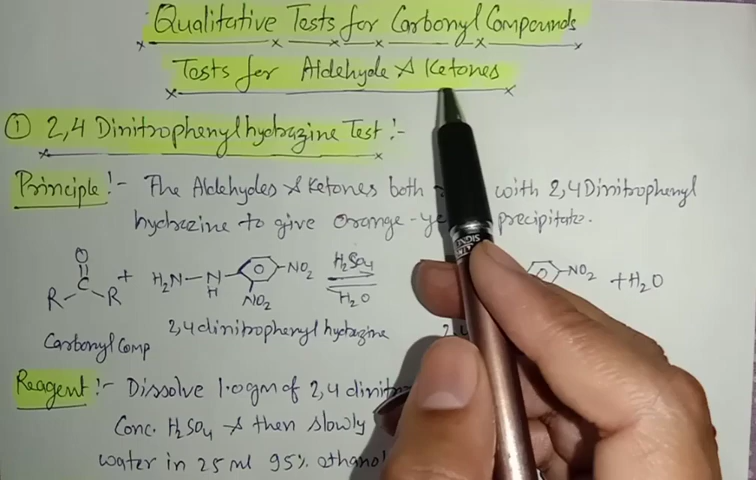 Qualitative Tests for Carbonyl Compounds
Tests for Aldehyde & Ketones
① 2,4 Dinitrophenylhydrazine Test :-
Principle :- The Aldehydes & Ketones both with 2,4 Dinitrophenyl
hydrazine to give orange-ye precipitate.
O
R C R + H₂N-N H NO₂ NO₂ H₂SO₄ H₂O NO₂ + H₂O
Carbonyl Comp 2,4 dinitrophenyl hydrazine 2,4
Reagent :- Dissolve 1.0 gm of 2,4 dinit
Conc. H₂SO₄ & then slowly
water in 25 ml 95% ethanol